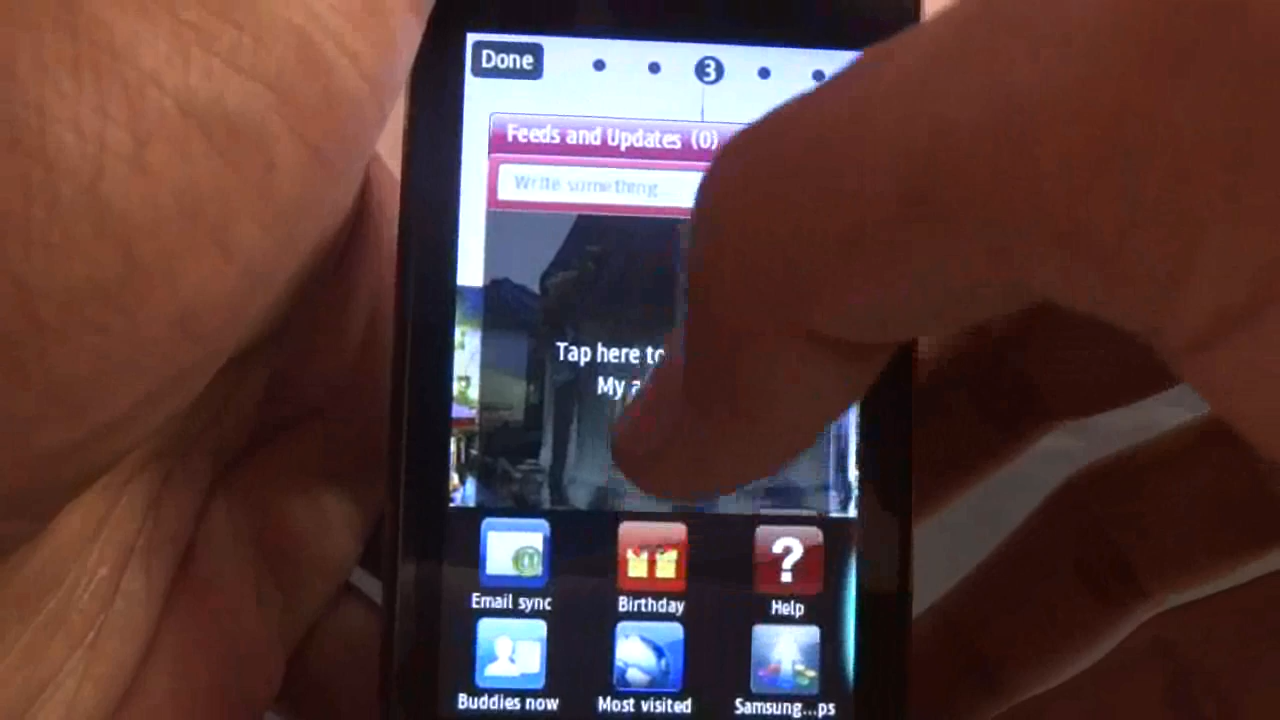 Done
3
Feeds and Updates (0)
Write something...
Tap here to
My a
Email sync
Birthday
?
Help
Buddies now
Most visited
Samsung...ps